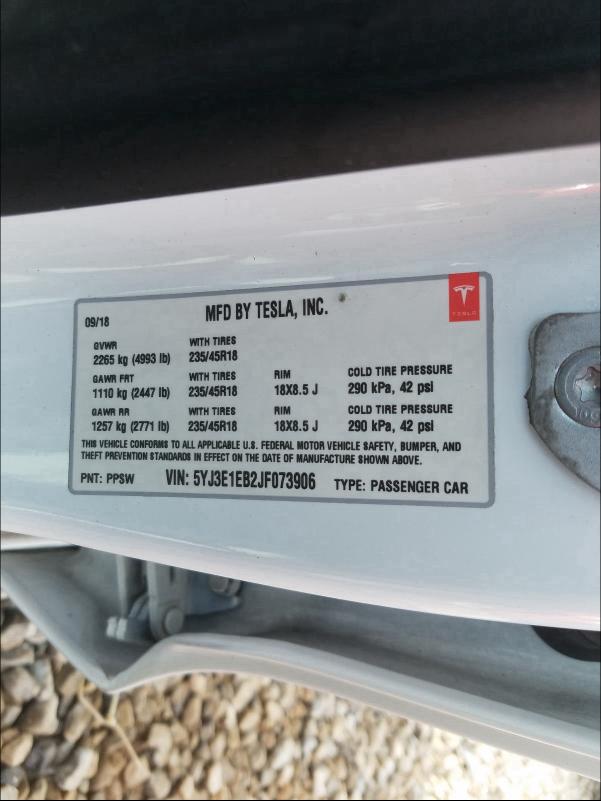 MFD BY TESLA, INC.
TESLA
09/18
GVWR WITH TIRES
2265 kg (4993 lb) 235/45R18
GAWR FRT WITH TIRES RIM COLD TIRE PRESSURE
1110 kg (2447 lb) 235/45R18 18X8.5 J 290 kPa, 42 psi
GAWR RR WITH TIRES RIM COLD TIRE PRESSURE
1257 kg (2771 lb) 235/45R18 18X8.5 J 290 kPa, 42 psi
THIS VEHICLE CONFORMS TO ALL APPLICABLE U.S. FEDERAL MOTOR VEHICLE SAFETY, BUMPER, AND
THEFT PREVENTION STANDARDS IN EFFECT ON THE DATE OF MANUFACTURE SHOWN ABOVE.
PNT: PPSW VIN: 5YJ3E1EB2JF073906 TYPE: PASSENGER CAR